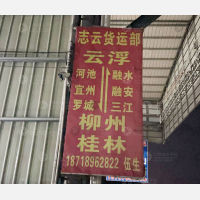 志云货运部
云浮
河池 融水
宜州 融安
罗城 三江
柳州
桂林
18718962822 伍生